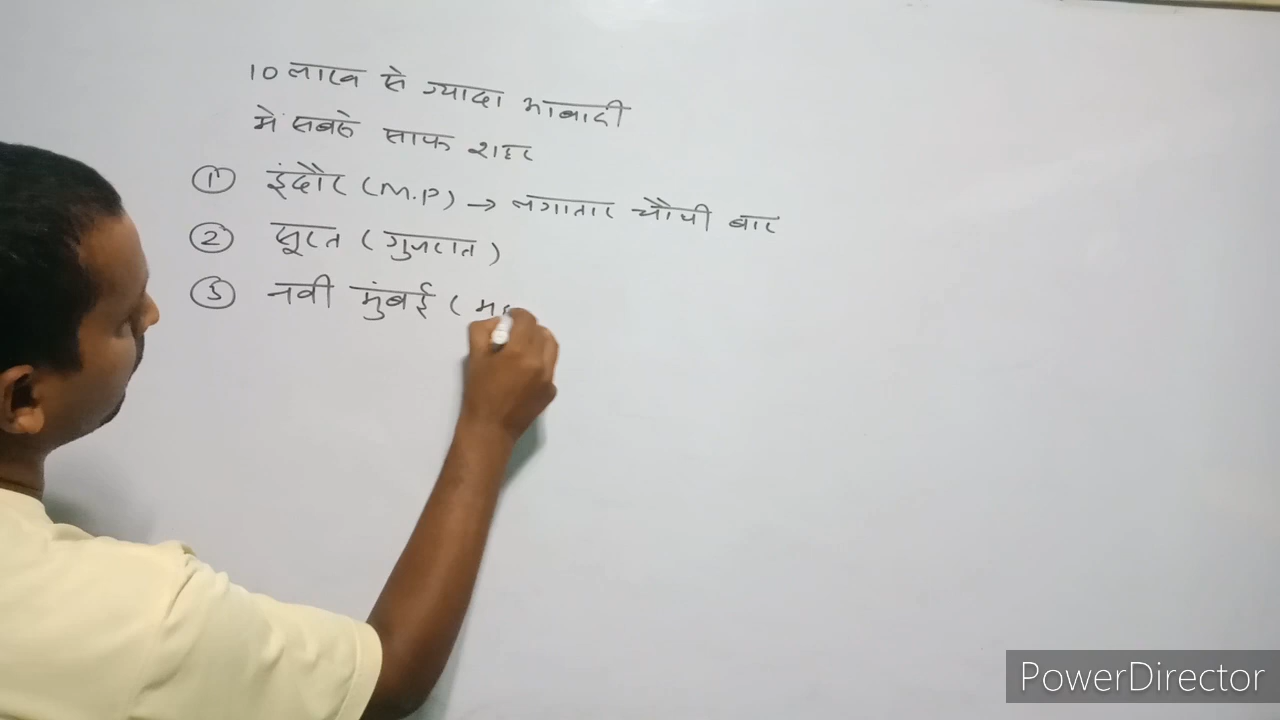 10 लाख से ज्यादा आबादी
में सबसे साफ शहर
① इंदौर (M.P) → लगातार चौथी बार
② सूरत (गुजरात)
③ नवी मुंबई (
PowerDirector